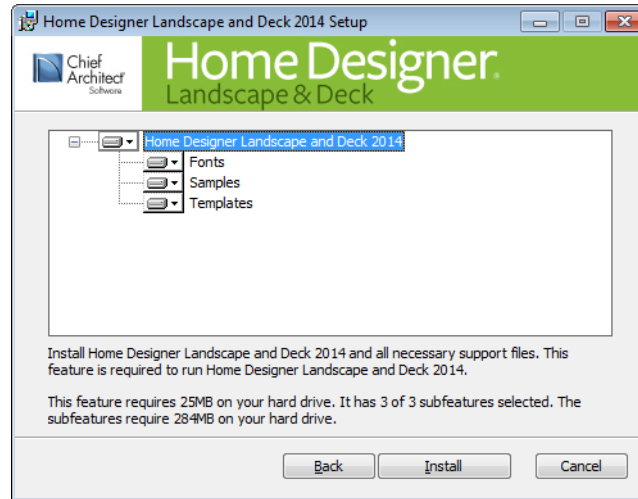 Home Designer Landscape and Deck 2014 Setup
Chief
Architect
Software
Home Designer.
Landscape & Deck
Home Designer Landscape and Deck 2014
Fonts
Samples
Templates
Install Home Designer Landscape and Deck 2014 and all necessary support files. This
feature is required to run Home Designer Landscape and Deck 2014.
This feature requires 25MB on your hard drive. It has 3 of 3 subfeatures selected. The
subfeatures require 284MB on your hard drive.
Back
Install
Cancel